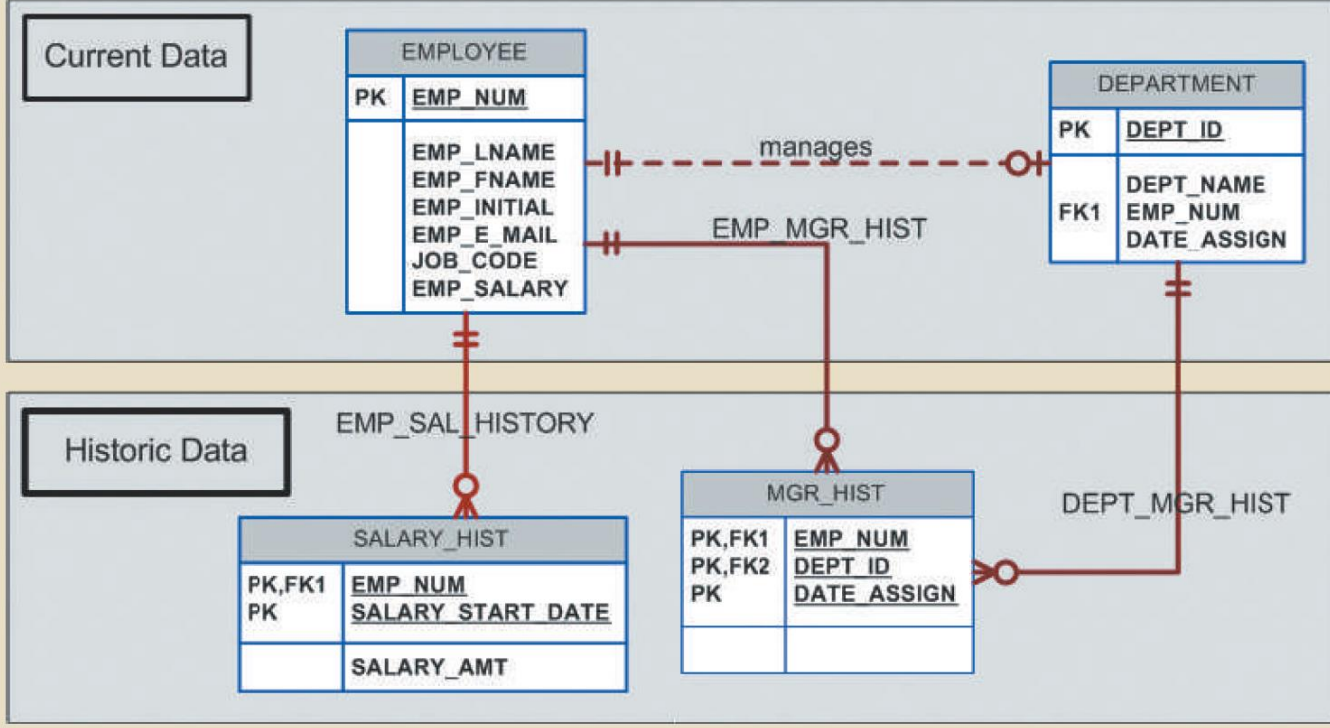 Current Data
EMPLOYEE
PK EMP_NUM
EMP_LNAME
EMP_FNAME
EMP_INITIAL
EMP_E_MAIL
JOB_CODE
EMP_SALARY
manages
EMP_MGR_HIST
DEPARTMENT
PK DEPT_ID
DEPT_NAME
FK1 EMP_NUM
DATE_ASSIGN
Historic Data
EMP_SAL_HISTORY
SALARY_HIST
PK,FK1 EMP_NUM
PK SALARY_START_DATE
SALARY_AMT
MGR_HIST
PK,FK1 EMP_NUM
PK,FK2 DEPT_ID
PK DATE_ASSIGN
DEPT_MGR_HIST